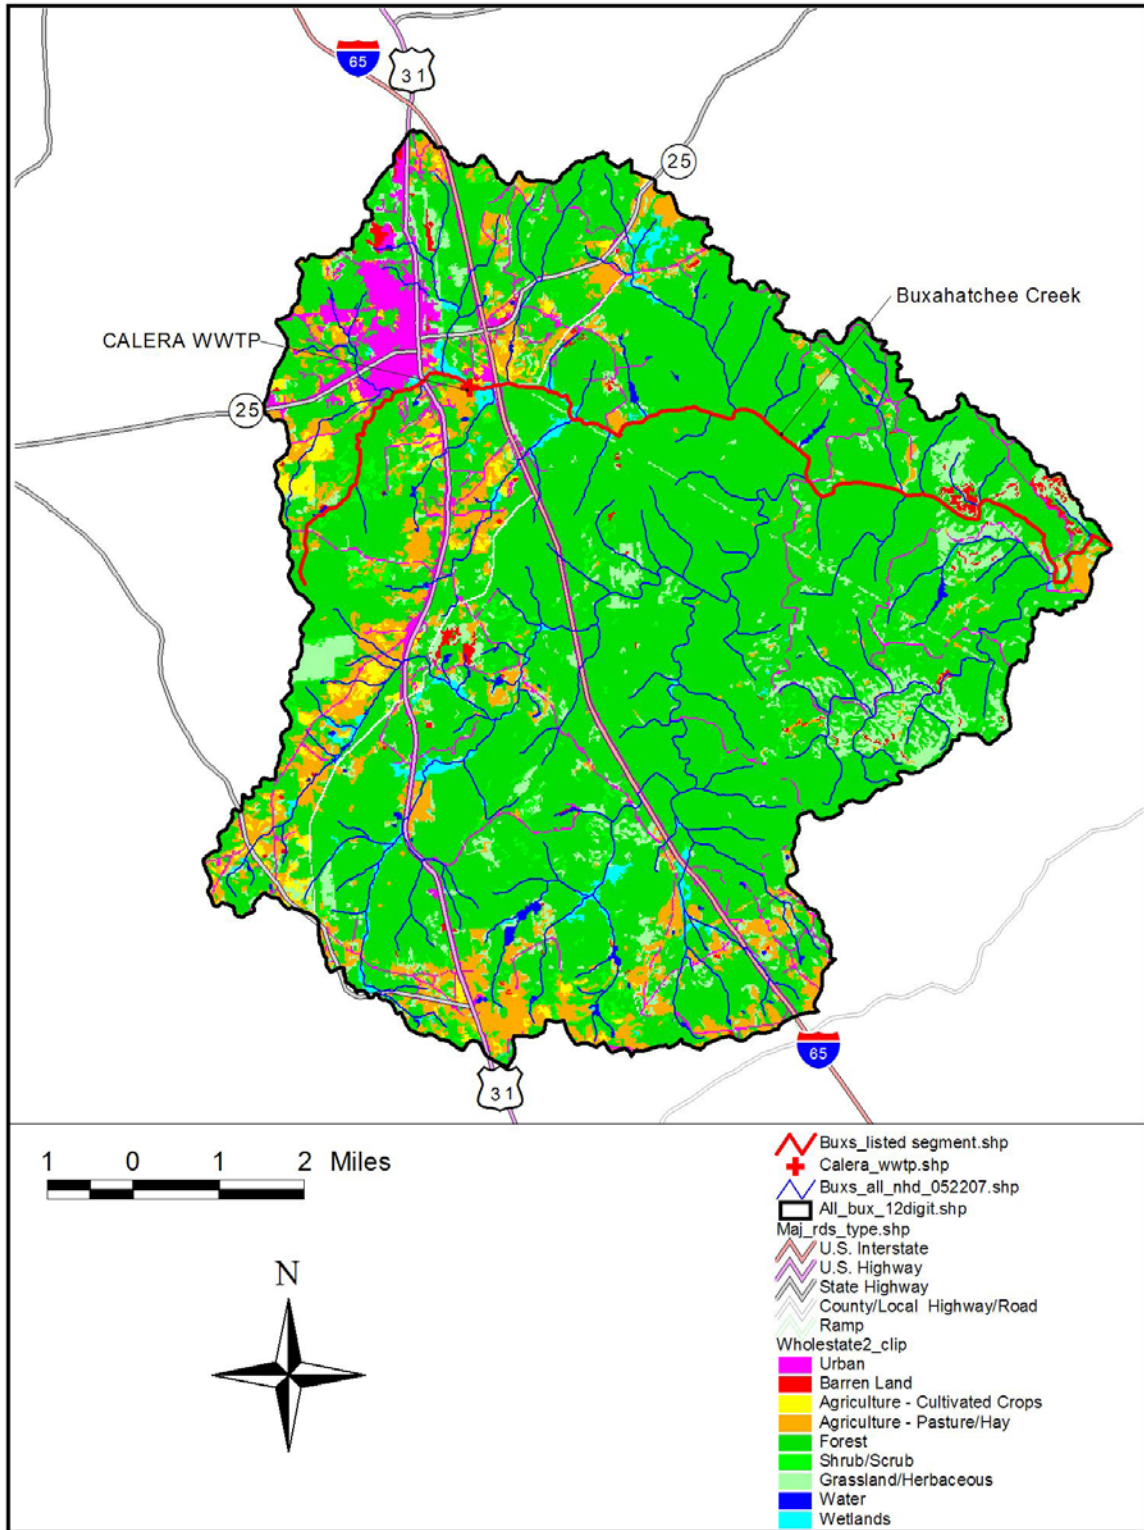 65
31
25
Buxahatchee Creek
CALERA WWTP
25
65
31
1 0 1 2 Miles
N
Buxs_listed segment.shp
Calera_wwtp.shp
Buxs_all_nhd_052207.shp
All_bux_12digit.shp
Maj_rds_type.shp
U.S. Interstate
U.S. Highway
State Highway
County/Local Highway/Road
Ramp
Wholestate2_clip
Urban
Barren Land
Agriculture - Cultivated Crops
Agriculture - Pasture/Hay
Forest
Shrub/Scrub
Grassland/Herbaceous
Water
Wetlands